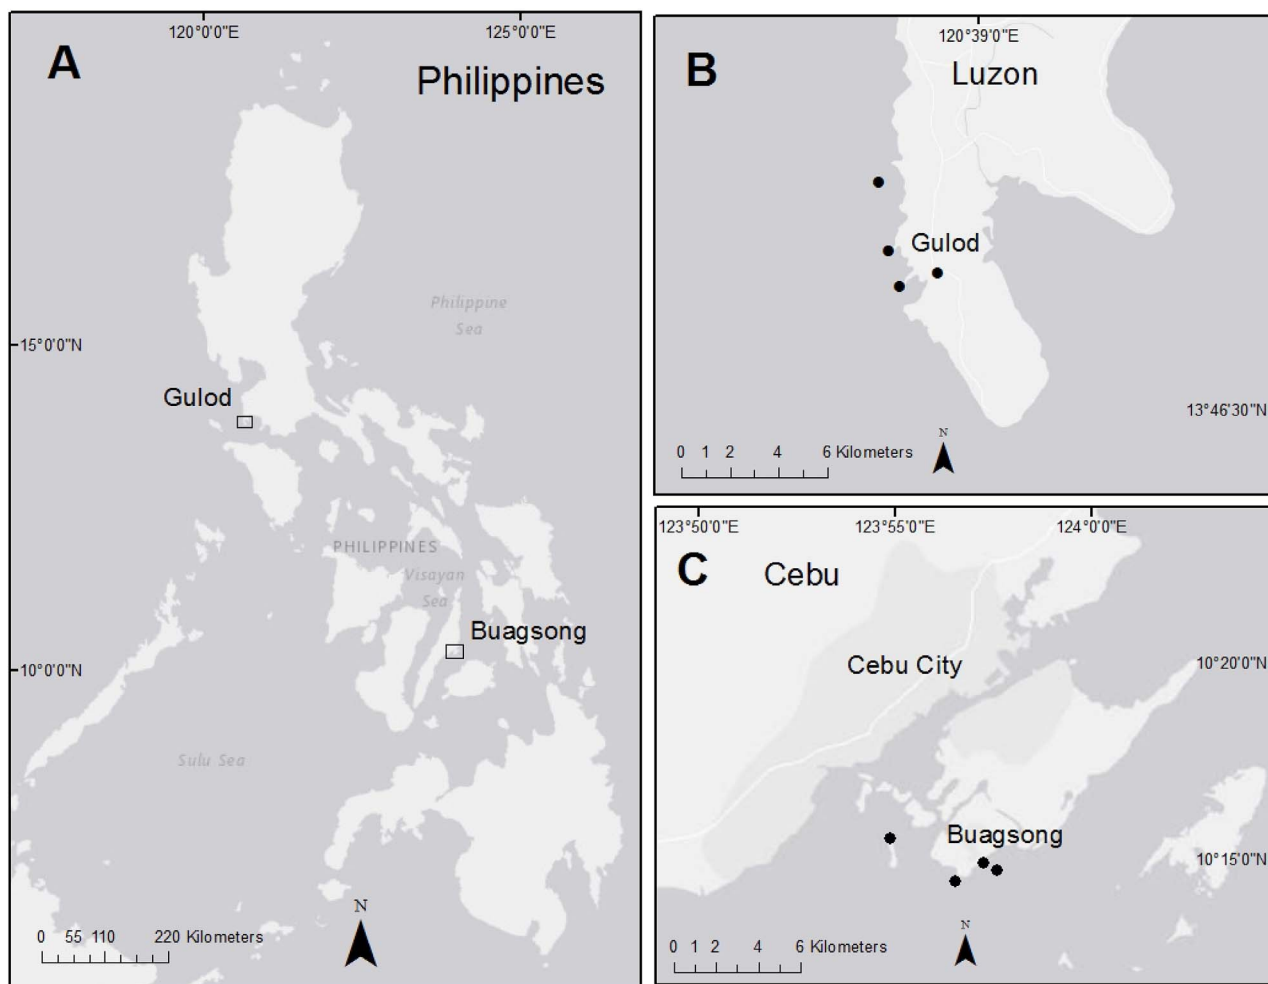 120°0'0"E
125°0'0"E
A
Philippines
Philippine
Sea
15°0'0"N
Gulod
PHILIPPINES
Visayan
Sea
Buagsong
10°0'0"N
Sulu Sea
N
0 55 110 220 Kilometers
120°39'0"E
B
Luzon
Gulod
13°46'30"N
N
0 1 2 4 6 Kilometers
123°50'0"E
123°55'0"E
124°0'0"E
C
Cebu
Cebu City
10°20'0"N
Buagsong
10°15'0"N
N
0 1 2 4 6 Kilometers